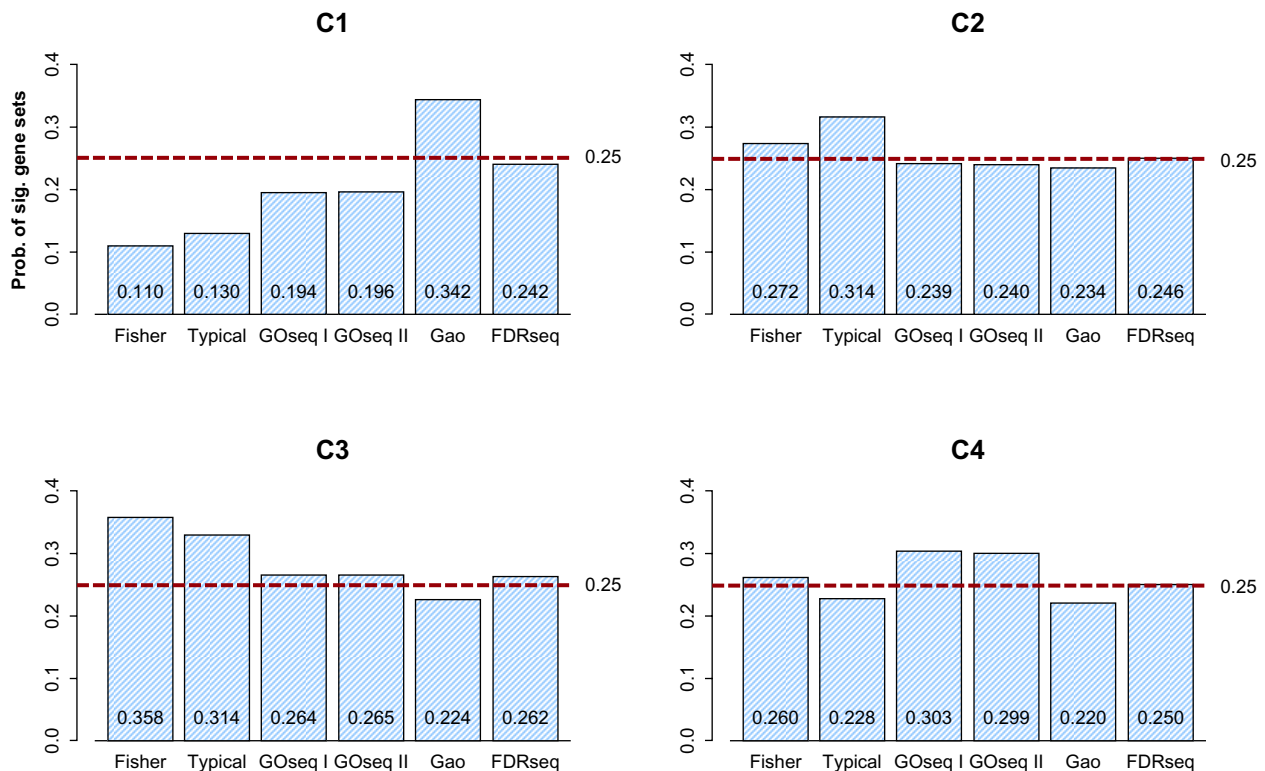 C1
0.4
0.3
0.2
0.1
0.0
Prob. of sig. gene sets
0.25
0.110 0.130 0.194 0.196 0.342 0.242
Fisher Typical GOseq I GOseq II Gao FDRseq
C2
0.4
0.3
0.2
0.1
0.0
0.25
0.272 0.314 0.239 0.240 0.234 0.246
Fisher Typical GOseq I GOseq II Gao FDRseq
C3
0.4
0.3
0.2
0.1
0.0
0.25
0.358 0.314 0.264 0.265 0.224 0.262
Fisher Typical GOseq I GOseq II Gao FDRseq
C4
0.4
0.3
0.2
0.1
0.0
0.25
0.260 0.228 0.303 0.299 0.220 0.250
Fisher Typical GOseq I GOseq II Gao FDRseq